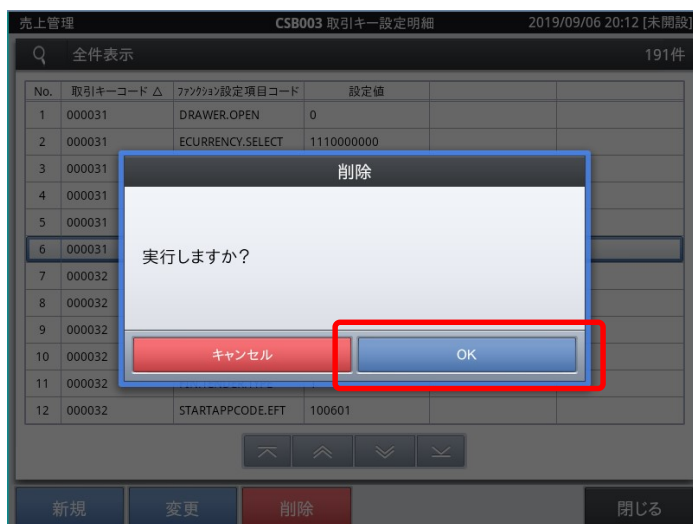 売上管理 CSB003 取引キー設定明細 2019/09/06 20:12 [未開設]
全件表示 191件
No. 取引キーコード △ ファンクション設定項目コード 設定値
1 000031 DRAWER.OPEN 0
2 000031 ECURRENCY.SELECT 1110000000
3 000031
4 000031
5 000031
6 000031
7 000032
8 000032
9 000032
10 000032
11 000032
12 000032 STARTAPPCODE.EFT 100601
削除
実行しますか？
キャンセル OK
新規 変更 削除 閉じる